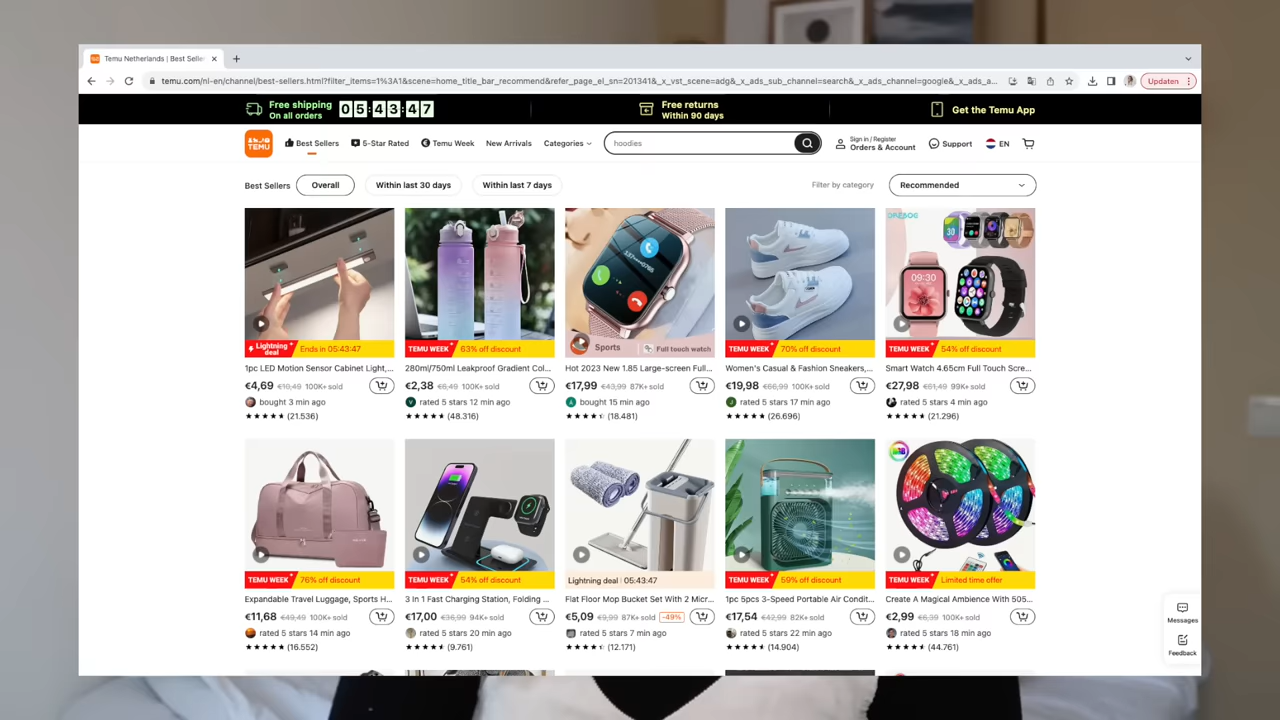 Temu Netherlands | Best Selle
temu.com/nl-en/channel/best-sellers.html?filter_items=1%3A1&scene=home_title_bar_recommend&refer_page_el_sn=201341&_x_vst_scene=adg&_x_ads_sub_channel=search&_x_ads_channel=google&_x_ads_a...
Updaten
Free shipping
On all orders
05:43:47
Free returns
Within 90 days
Get the Temu App
TEMU
Best Sellers
5-Star Rated
Temu Week
New Arrivals
Categories
hoodies
Sign in / Register
Orders & Account
Support
EN
Best Sellers
Overall
Within last 30 days
Within last 7 days
Filter by category
Recommended
09:30
Sports
Full touch watch
Lightning deal
Ends in 05:43:47
TEMU WEEK
63% off discount
TEMU WEEK
70% off discount
TEMU WEEK
54% off discount
1pc LED Motion Sensor Cabinet Light,...
280ml/750ml Leakproof Gradient Col...
Hot 2023 New 1.85 Large-screen Full...
Women's Casual & Fashion Sneakers,...
Smart Watch 4.65cm Full Touch Scre...
€4,69 €10,49 100K+ sold
€2,38 €6,49 100K+ sold
€17,99 €43,99 87K+ sold
€19,98 €66,99 100K+ sold
€27,98 €61,49 99K+ sold
bought 3 min ago
rated 5 stars 12 min ago
bought 15 min ago
rated 5 stars 17 min ago
rated 5 stars 4 min ago
(21.536)
(48.316)
(18.481)
(26.696)
(21.296)
TEMU WEEK
76% off discount
TEMU WEEK
54% off discount
Lightning deal | 05:43:47
TEMU WEEK
59% off discount
TEMU WEEK
Limited time offer
Expandable Travel Luggage, Sports H...
3 In 1 Fast Charging Station, Folding ...
Flat Floor Mop Bucket Set With 2 Micr...
1pc 5pcs 3-Speed Portable Air Condit...
Create A Magical Ambience With 505...
€11,68 €49,49 100K+ sold
€17,00 €36,99 94K+ sold
€5,09 €9,99 87K+ sold -49%
€17,54 €42,99 82K+ sold
€2,99 €6,39 100K+ sold
rated 5 stars 14 min ago
rated 5 stars 20 min ago
rated 5 stars 7 min ago
rated 5 stars 22 min ago
rated 5 stars 18 min ago
(16.552)
(9.761)
(12.171)
(14.904)
(44.761)
Messages
Feedback